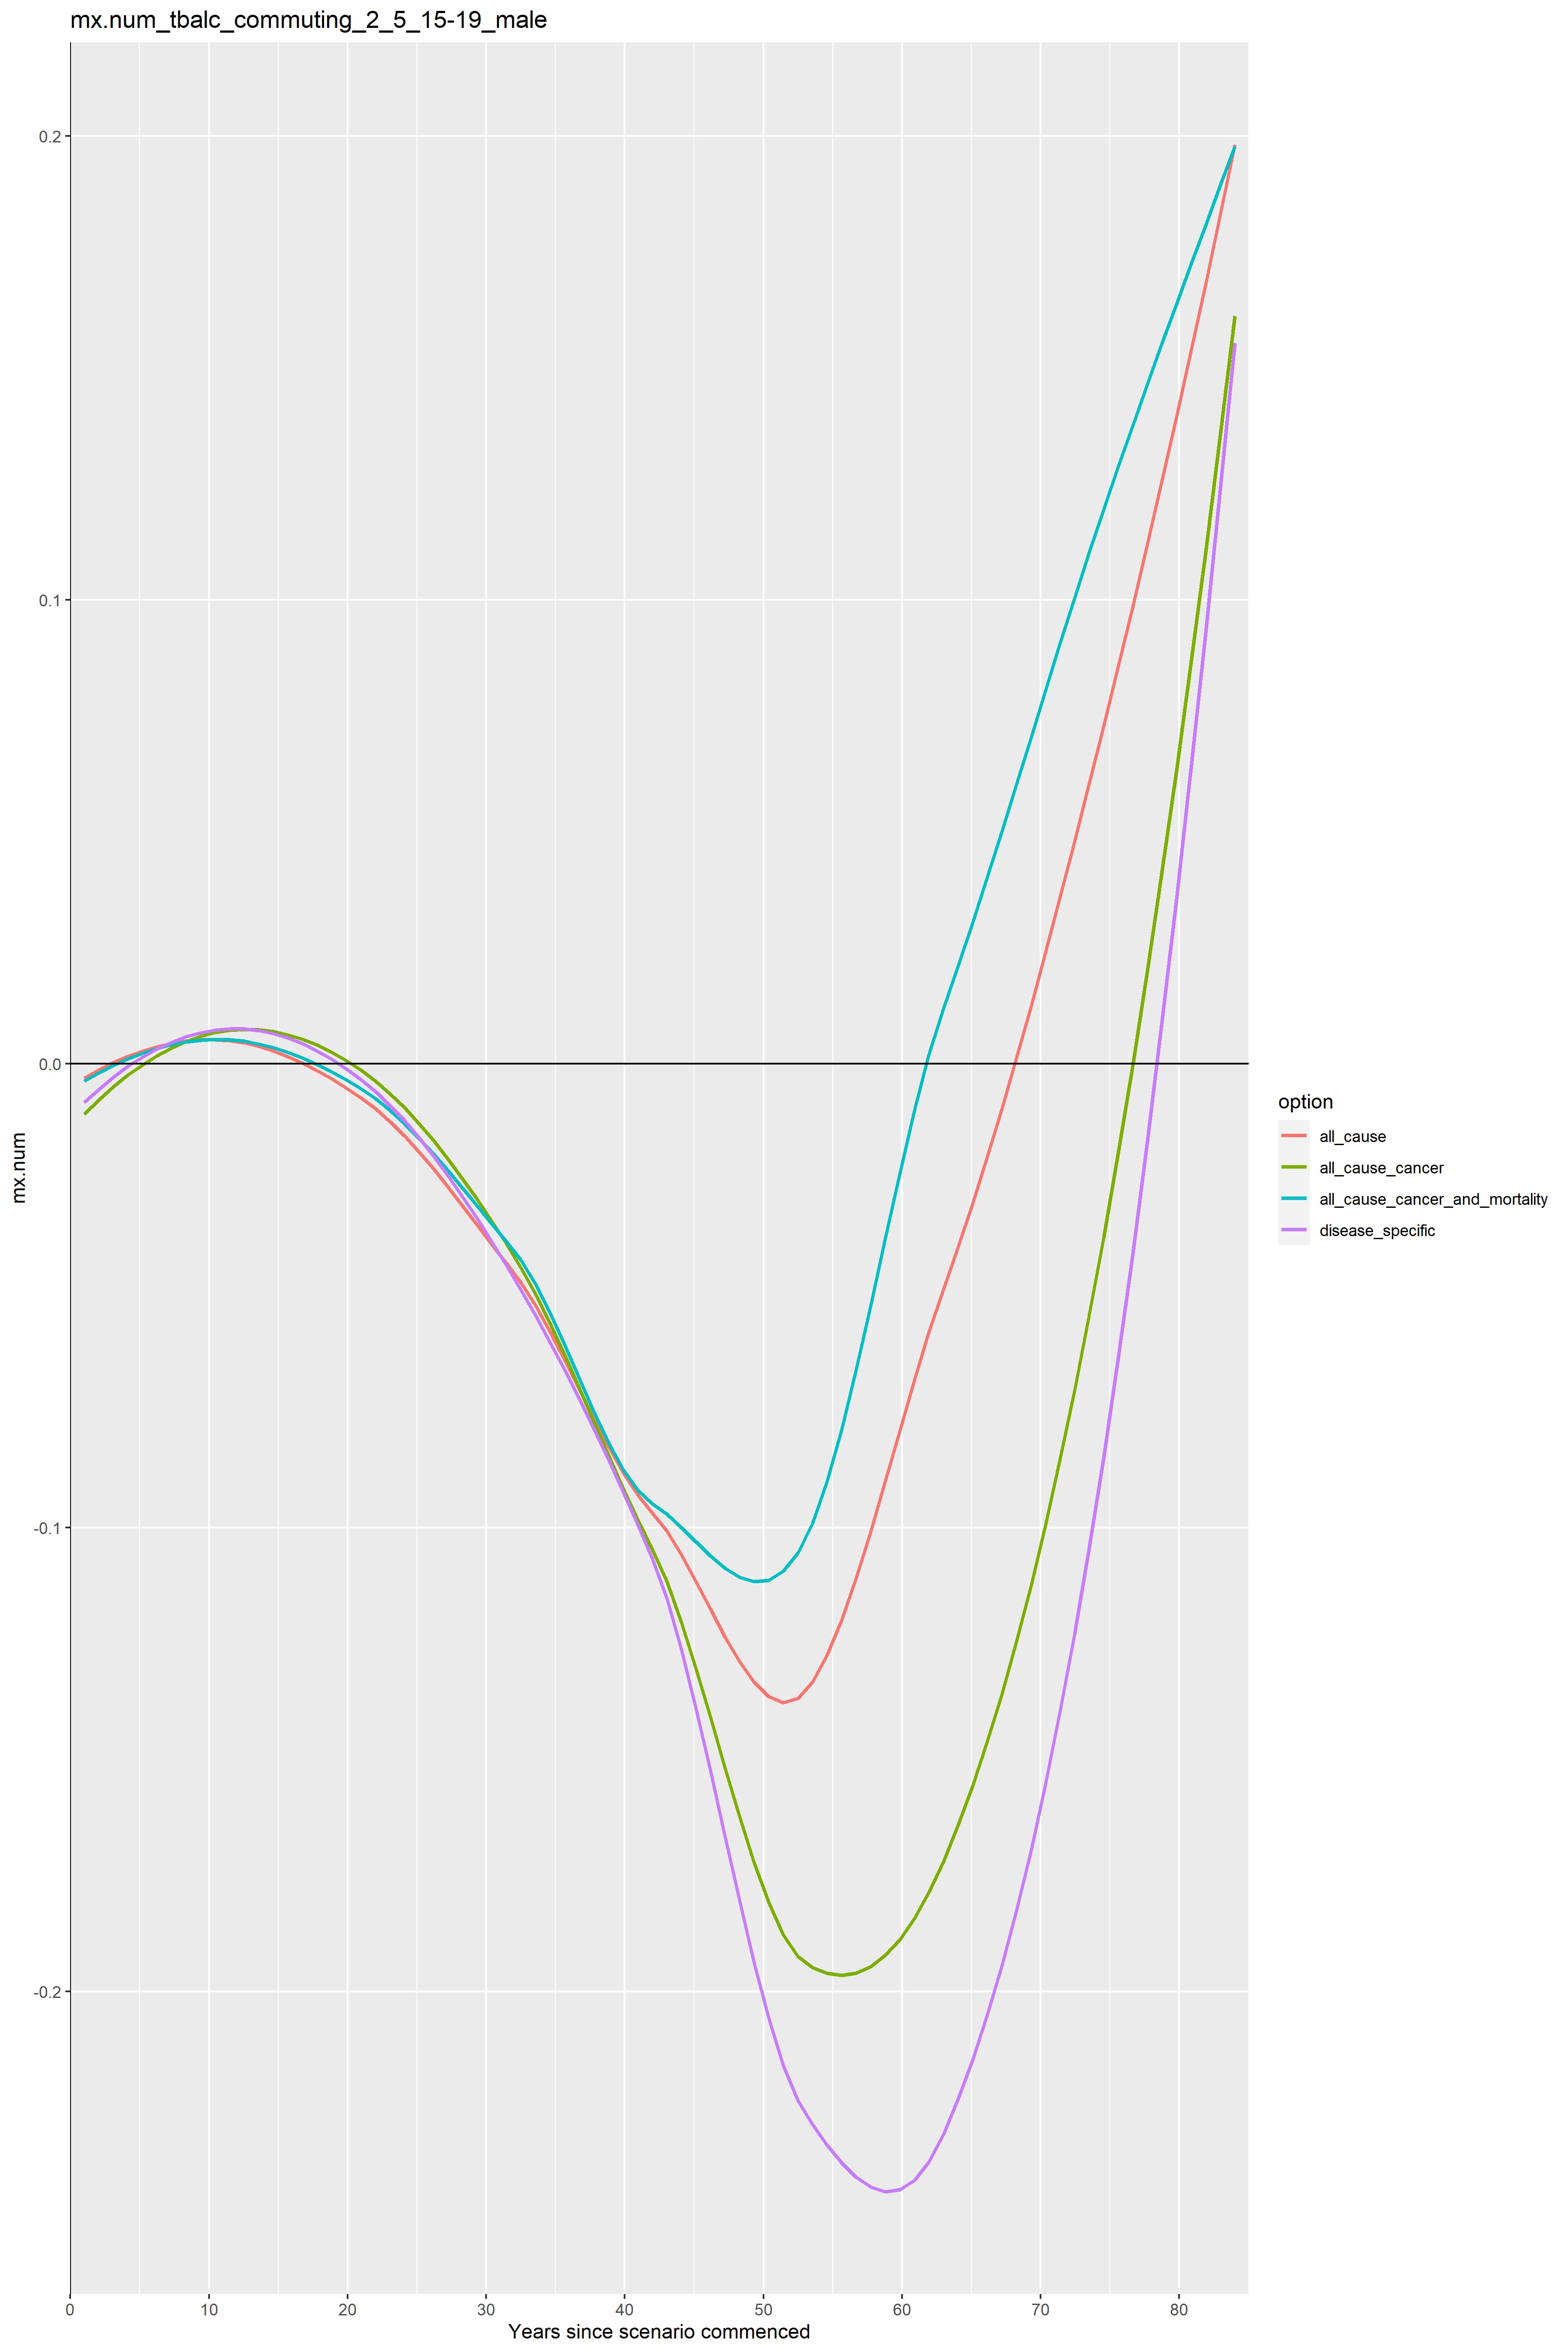 mx.num_tbalc_commuting_2_5_15-19_male
0.2
0.1
0.0
-0.1
-0.2
mx.num
0 10 20 30 40 50 60 70 80
Years since scenario commenced
option
all_cause
all_cause_cancer
all_cause_cancer_and_mortality
disease_specific